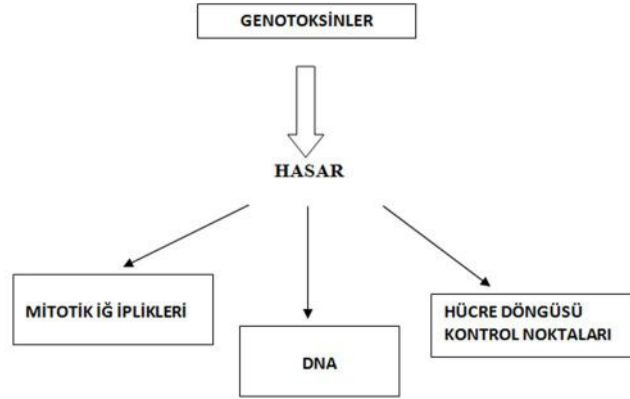 GENOTOKSİNLER
HASAR
MİTOTİK İĞ İPLİKLERİ
DNA
HÜCRE DÖNGÜSÜ
KONTROL NOKTALARI